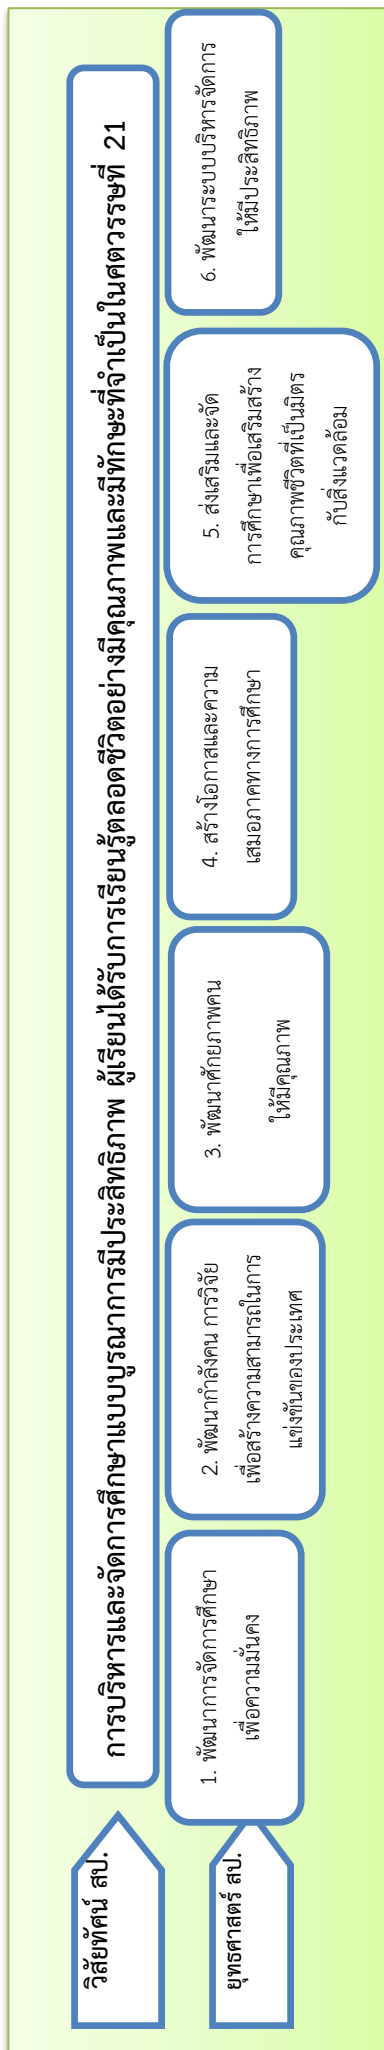 วิสัยทัศน์ สป.
การบริหารและจัดการศึกษาแบบบูรณาการมีประสิทธิภาพ ผู้เรียนได้รับการเรียนรู้ตลอดชีวิตอย่างมีคุณภาพและมีทักษะที่จำเป็นในศตวรรษที่ 21
ยุทธศาสตร์ สป.
1. พัฒนาการจัดการศึกษา
เพื่อความมั่นคง
2. พัฒนากำลังคน การวิจัย
เพื่อสร้างความสามารถในการ
แข่งขันของประเทศ
3. พัฒนาศักยภาพคน
ให้มีคุณภาพ
4. สร้างโอกาสและความ
เสมอภาคทางการศึกษา
5. ส่งเสริมและจัด
การศึกษาเพื่อเสริมสร้าง
คุณภาพชีวิตที่เป็นมิตร
กับสิ่งแวดล้อม
6. พัฒนาระบบบริหารจัดการ
ให้มีประสิทธิภาพ